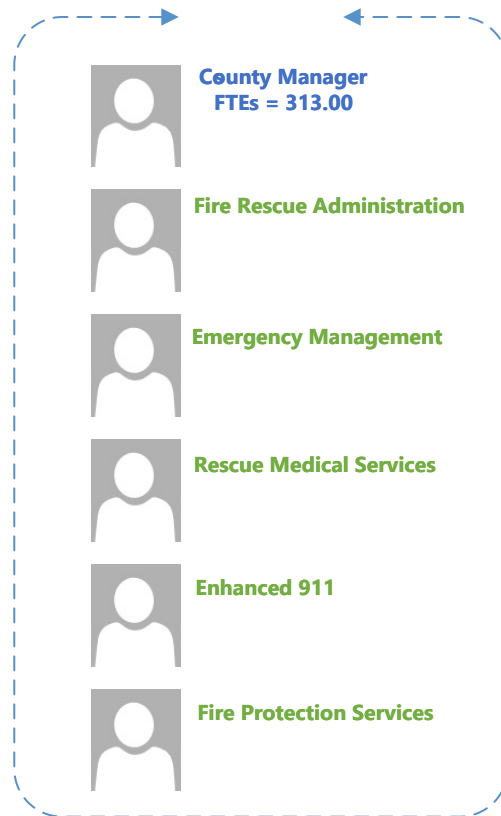 County Manager
FTEs = 313.00
Fire Rescue Administration
Emergency Management
Rescue Medical Services
Enhanced 911
Fire Protection Services